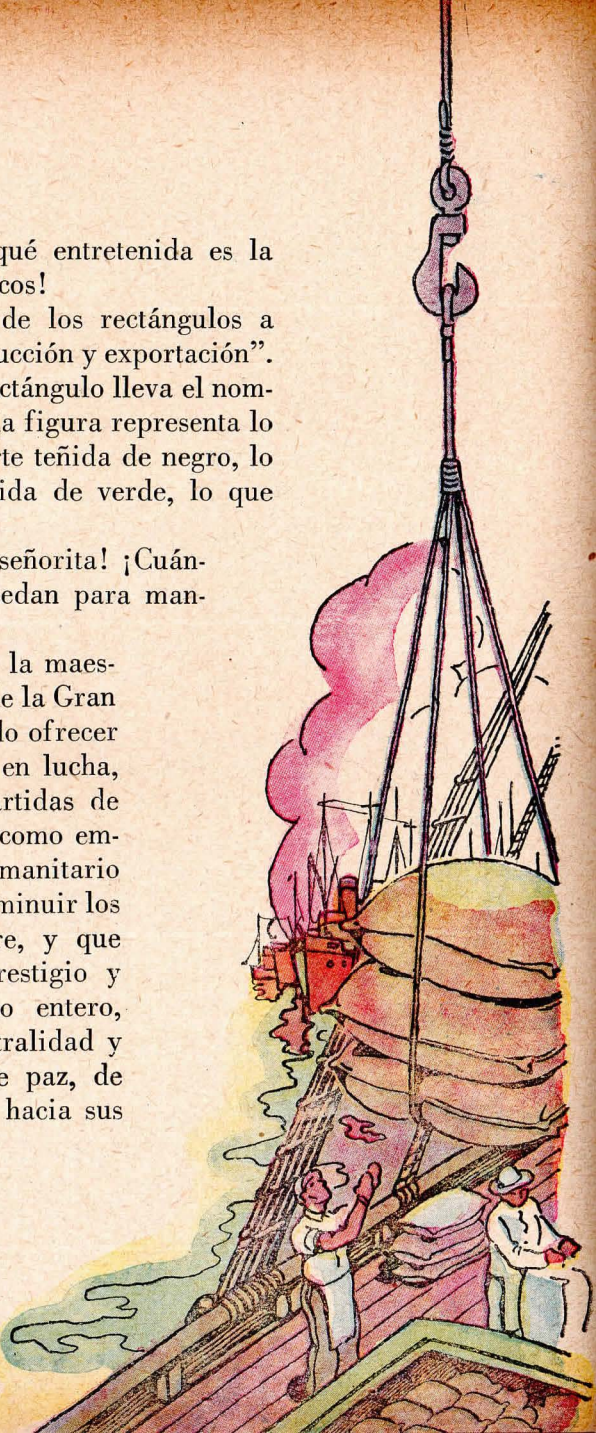 qué entretenida es la
cos!
de los rectángulos a
ucción y exportación”.
ctángulo lleva el nom-
a figura representa lo
te teñida de negro, lo
ida de verde, lo que
señorita! ¡Cuán-
edan para man-
la maes-
e la Gran
lo ofrecer
en lucha,
artidas de
como em-
manitario
minuir los
re, y que
restigio y
o entero,
tralidad y
e paz, de
hacia sus